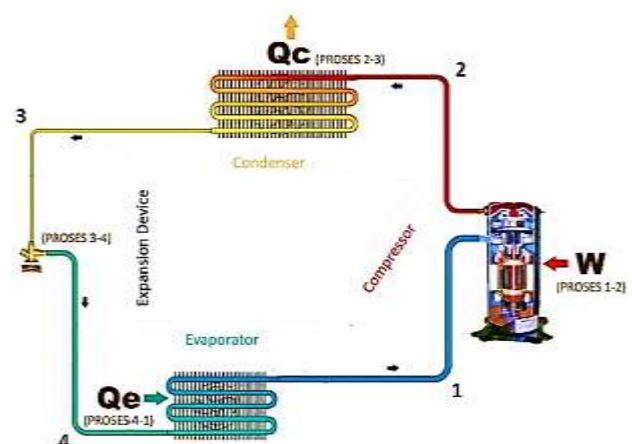 Qc (PROSES 2-3)
2
3
Condenser
(PROSES 3-4)
Expansion Device
Compressor
W
(PROSES 1-2)
Evaporator
Qe
(PROSES 4-1)
1
4